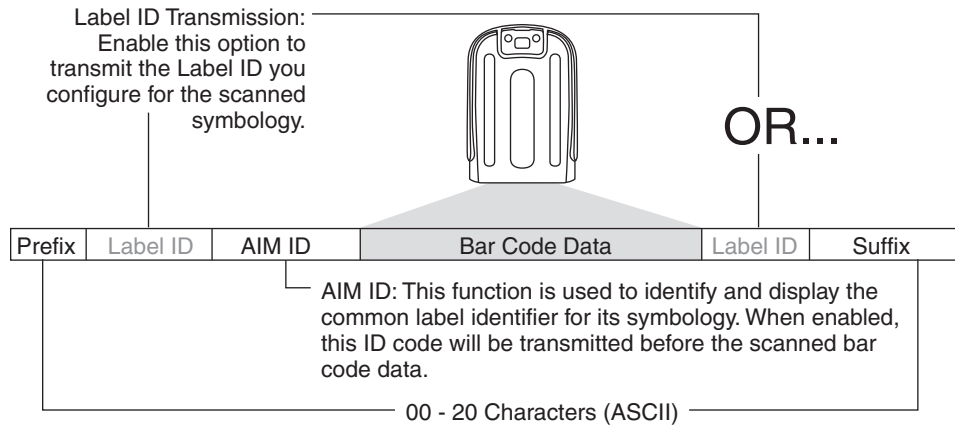 Label ID Transmission:
Enable this option to
transmit the Label ID you
configure for the scanned
symbology.
OR...
Prefix Label ID AIM ID Bar Code Data Label ID Suffix
AIM ID: This function is used to identify and display the
common label identifier for its symbology. When enabled,
this ID code will be transmitted before the scanned bar
code data.
00 - 20 Characters (ASCII)